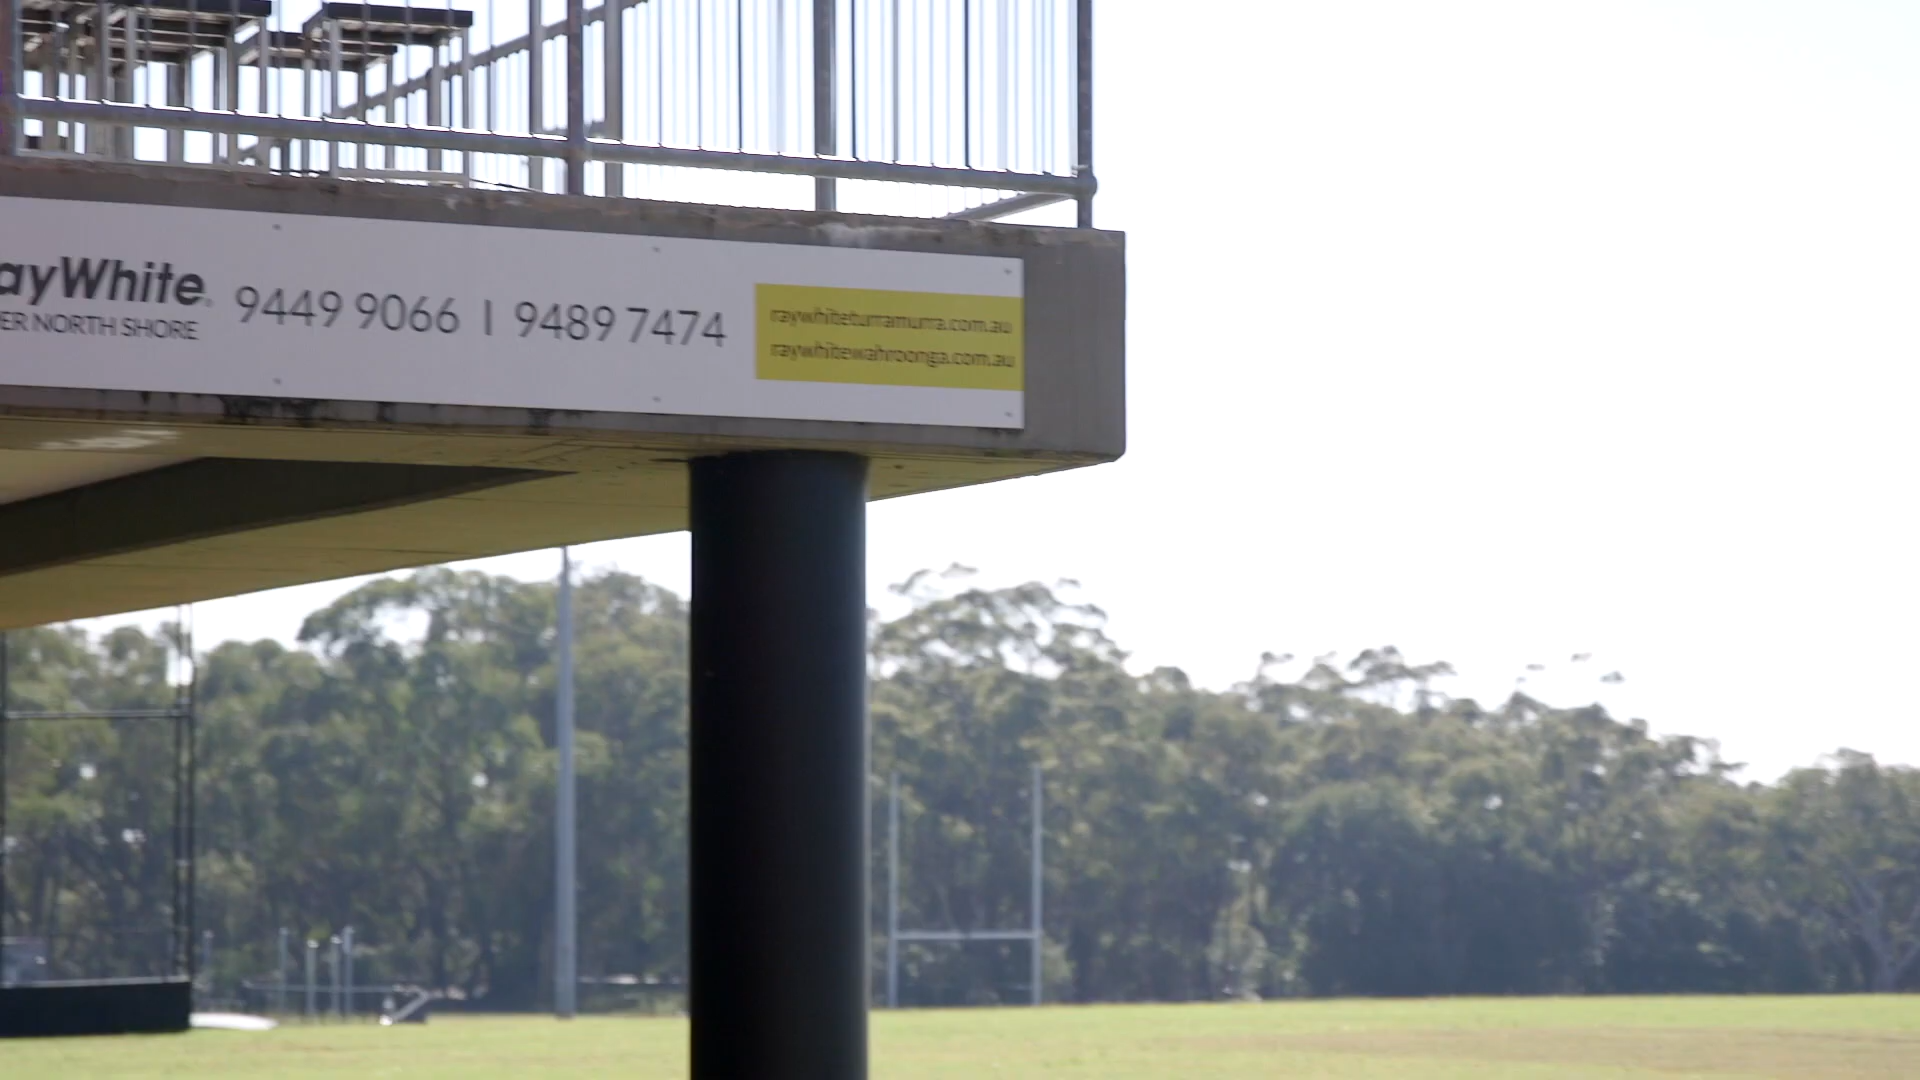 ayWhite
ER NORTH SHORE
9449 9066 | 9489 7474
raywhiteturramurra.com.au
raywhitewahroonga.com.au